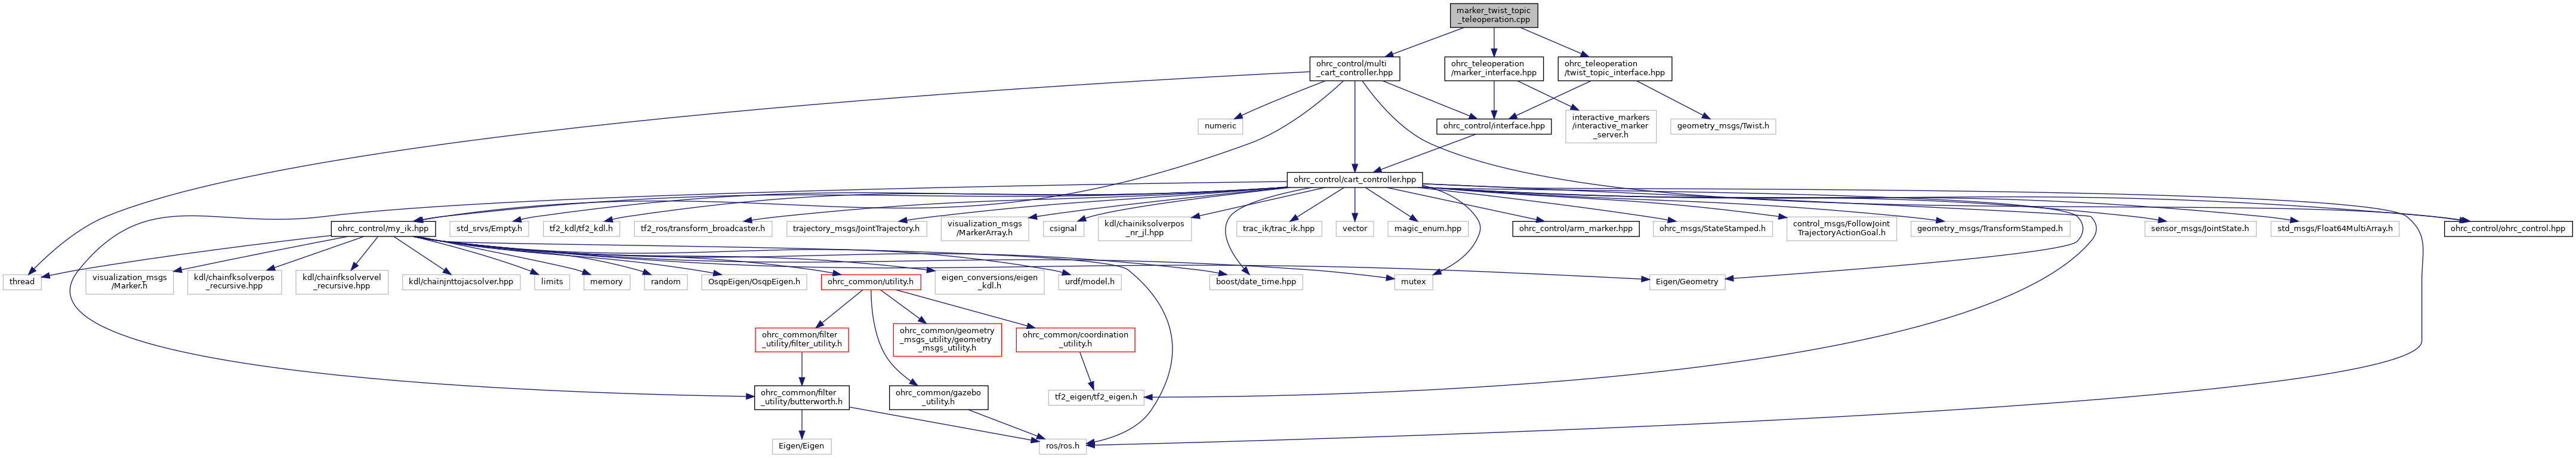 marker_twist_topic
_teleoperation.cpp
ohrc_control/multi
_cart_controller.hpp
ohrc_teleoperation
/marker_interface.hpp
ohrc_teleoperation
/twist_topic_interface.hpp
numeric
ohrc_control/interface.hpp
interactive_markers
/interactive_marker
_server.h
geometry_msgs/Twist.h
ohrc_control/cart_controller.hpp
ohrc_control/my_ik.hpp
std_srvs/Empty.h
tf2_kdl/tf2_kdl.h
tf2_ros/transform_broadcaster.h
trajectory_msgs/JointTrajectory.h
visualization_msgs
/MarkerArray.h
csignal
kdl/chainiksolverpos
_nr_jl.hpp
trac_ik/trac_ik.hpp
vector
magic_enum.hpp
ohrc_control/arm_marker.hpp
ohrc_msgs/StateStamped.h
control_msgs/FollowJoint
TrajectoryActionGoal.h
geometry_msgs/TransformStamped.h
sensor_msgs/JointState.h
std_msgs/Float64MultiArray.h
ohrc_control/ohrc_control.hpp
thread
visualization_msgs
/Marker.h
kdl/chainfksolverpos
_recursive.hpp
kdl/chainfksolvervel
_recursive.hpp
kdl/chainjnttojacsolver.hpp
limits
memory
random
OsqpEigen/OsqpEigen.h
ohrc_common/utility.h
eigen_conversions/eigen
_kdl.h
urdf/model.h
boost/date_time.hpp
mutex
Eigen/Geometry
ohrc_common/filter
_utility/filter_utility.h
ohrc_common/geometry
_msgs_utility/geometry
_msgs_utility.h
ohrc_common/coordination
_utility.h
ohrc_common/filter
_utility/butterworth.h
ohrc_common/gazebo
_utility.h
tf2_eigen/tf2_eigen.h
Eigen/Eigen
ros/ros.h